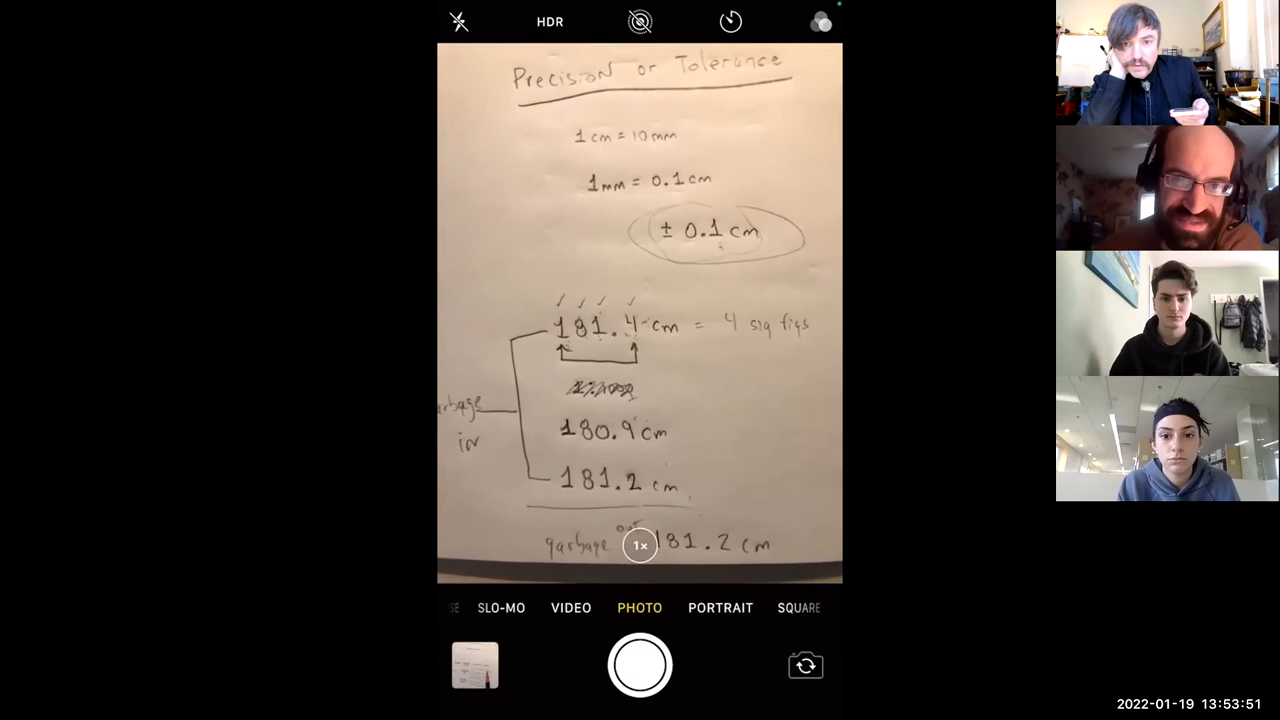 HDR
Precision or Tolerance
1 cm = 10 mm
1 mm = 0.1 cm
± 0.1 cm
181.4 cm = 4 sig figs
in
180.9 cm
181.2 cm
garbage out 181.2 cm
1×
SLO-MO VIDEO PHOTO PORTRAIT SQUARE
2022-01-19 13:53:51